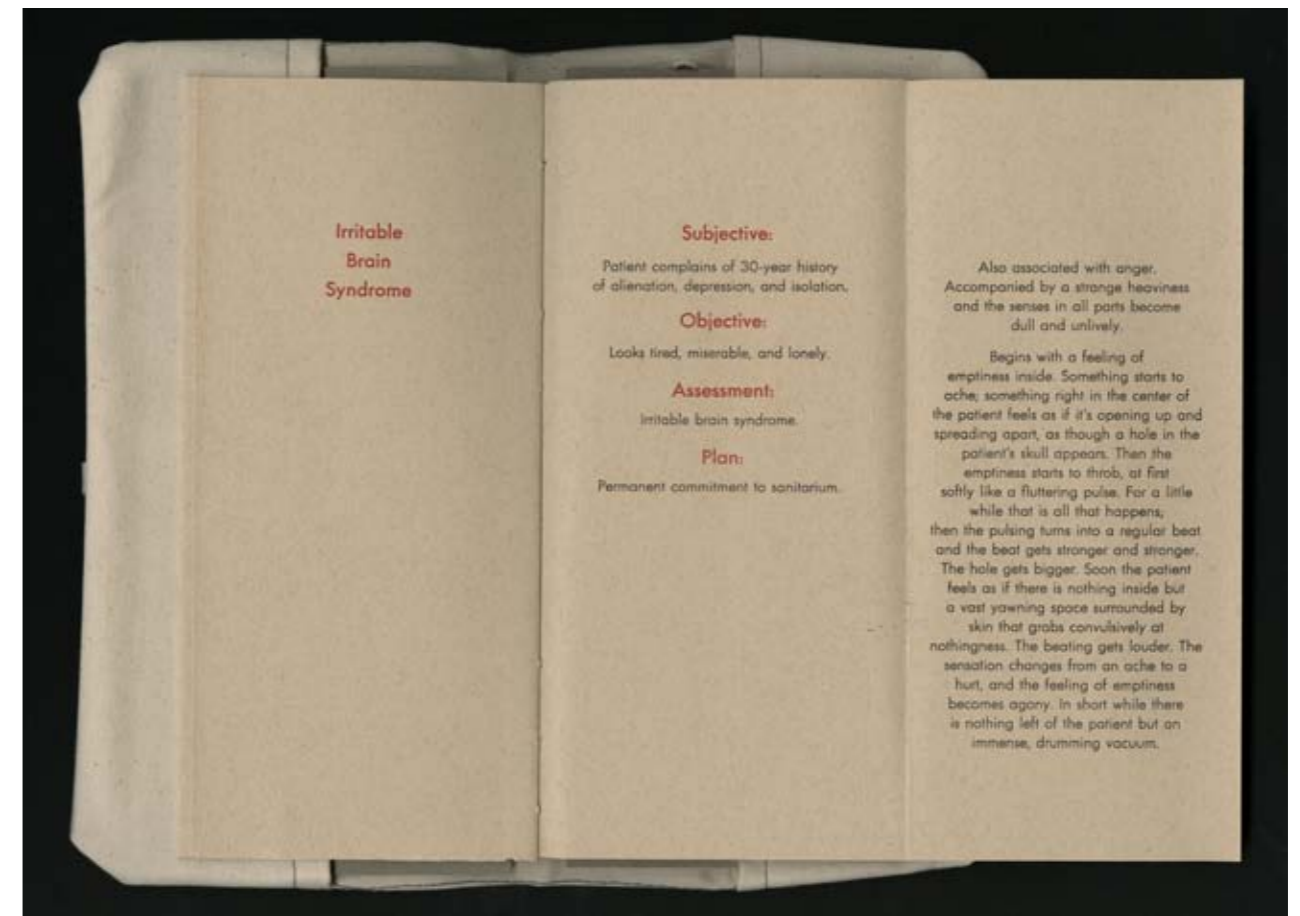 Irritable
Brain
Syndrome
Subjective:
Patient complains of 30-year history
of alienation, depression, and isolation.
Objective:
Looks tired, miserable, and lonely.
Assessment:
Irritable brain syndrome.
Plan:
Permanent commitment to sanitarium.
Also associated with anger.
Accompanied by a strange heaviness
and the senses in all parts become
dull and unlively.
Begins with a feeling of
emptiness inside. Something starts to
ache; something right in the center of
the patient feels as if it's opening up and
spreading apart, as though a hole in the
patient's skull appears. Then the
emptiness starts to throb, at first
softly like a fluttering pulse. For a little
while that is all that happens;
then the pulsing turns into a regular beat
and the beat gets stronger and stronger.
The hole gets bigger. Soon the patient
feels as if there is nothing inside but
a vast yawning space surrounded by
skin that grabs convulsively at
nothingness. The beating gets louder. The
sensation changes from an ache to a
hurt, and the feeling of emptiness
becomes agony. In short while there
is nothing left of the patient but an
immense, drumming vacuum.